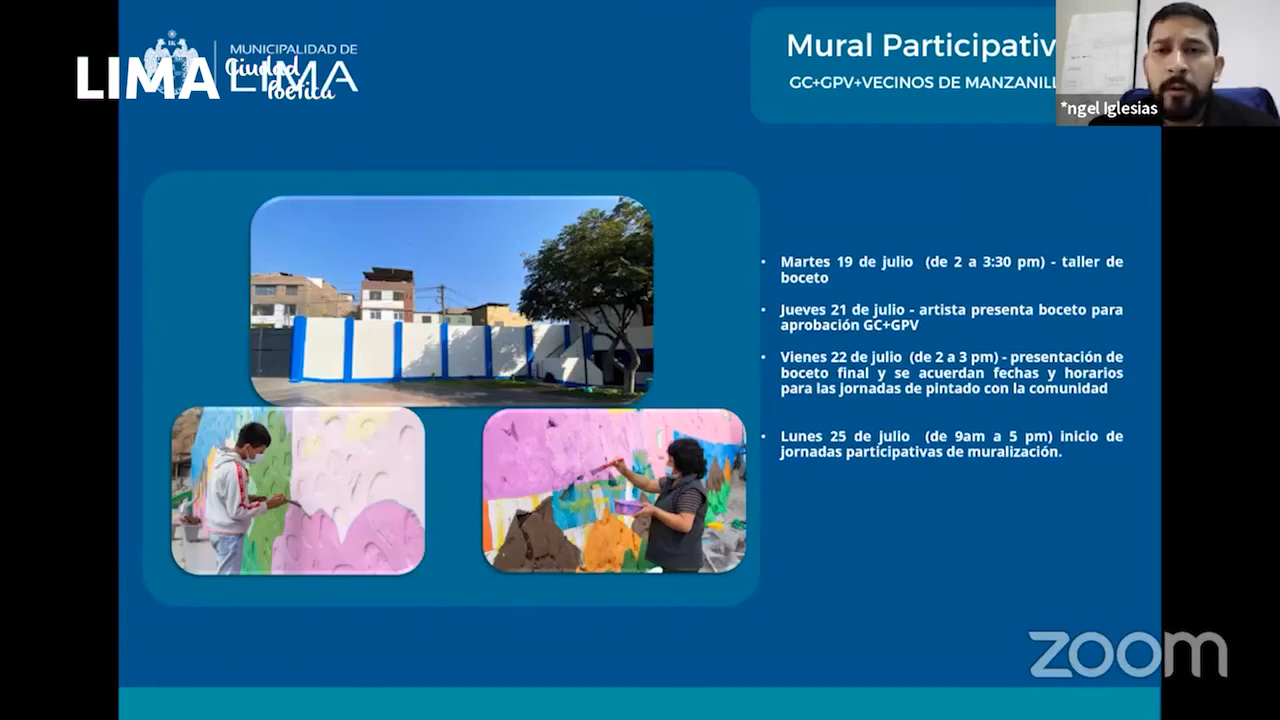 MUNICIPALIDAD DE
LIMA
LIMA
Ciudad
Poética
Mural Participativ
GC+GPV+VECINOS DE MANZANILL
*ngel Iglesias
• Martes 19 de julio (de 2 a 3:30 pm) - taller de
boceto
• Jueves 21 de julio - artista presenta boceto para
aprobación GC+GPV
• Vienes 22 de julio (de 2 a 3 pm) - presentación de
boceto final y se acuerdan fechas y horarios
para las jornadas de pintado con la comunidad
• Lunes 25 de julio (de 9am a 5 pm) inicio de
jornadas participativas de muralización.
zoom